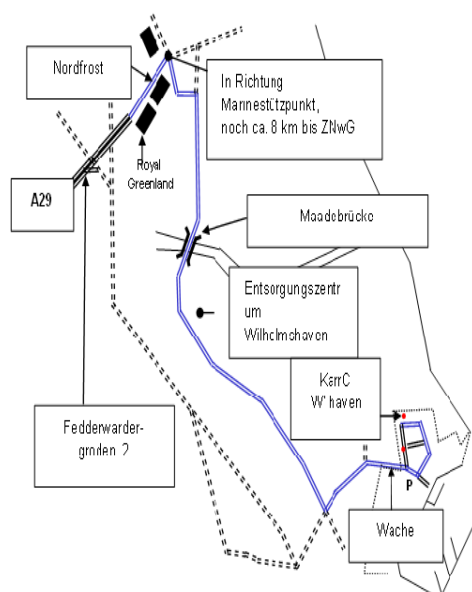 Nordfrost
In Richtung
Marinestützpunkt,
noch ca. 8 km bis ZNwG
Royal
Greenland
A29
Maadebrücke
Entsorgungszentr
um
Wilhelmshaven
KarrC
W'haven
Fedderwarder-
groden 2
P
Wache